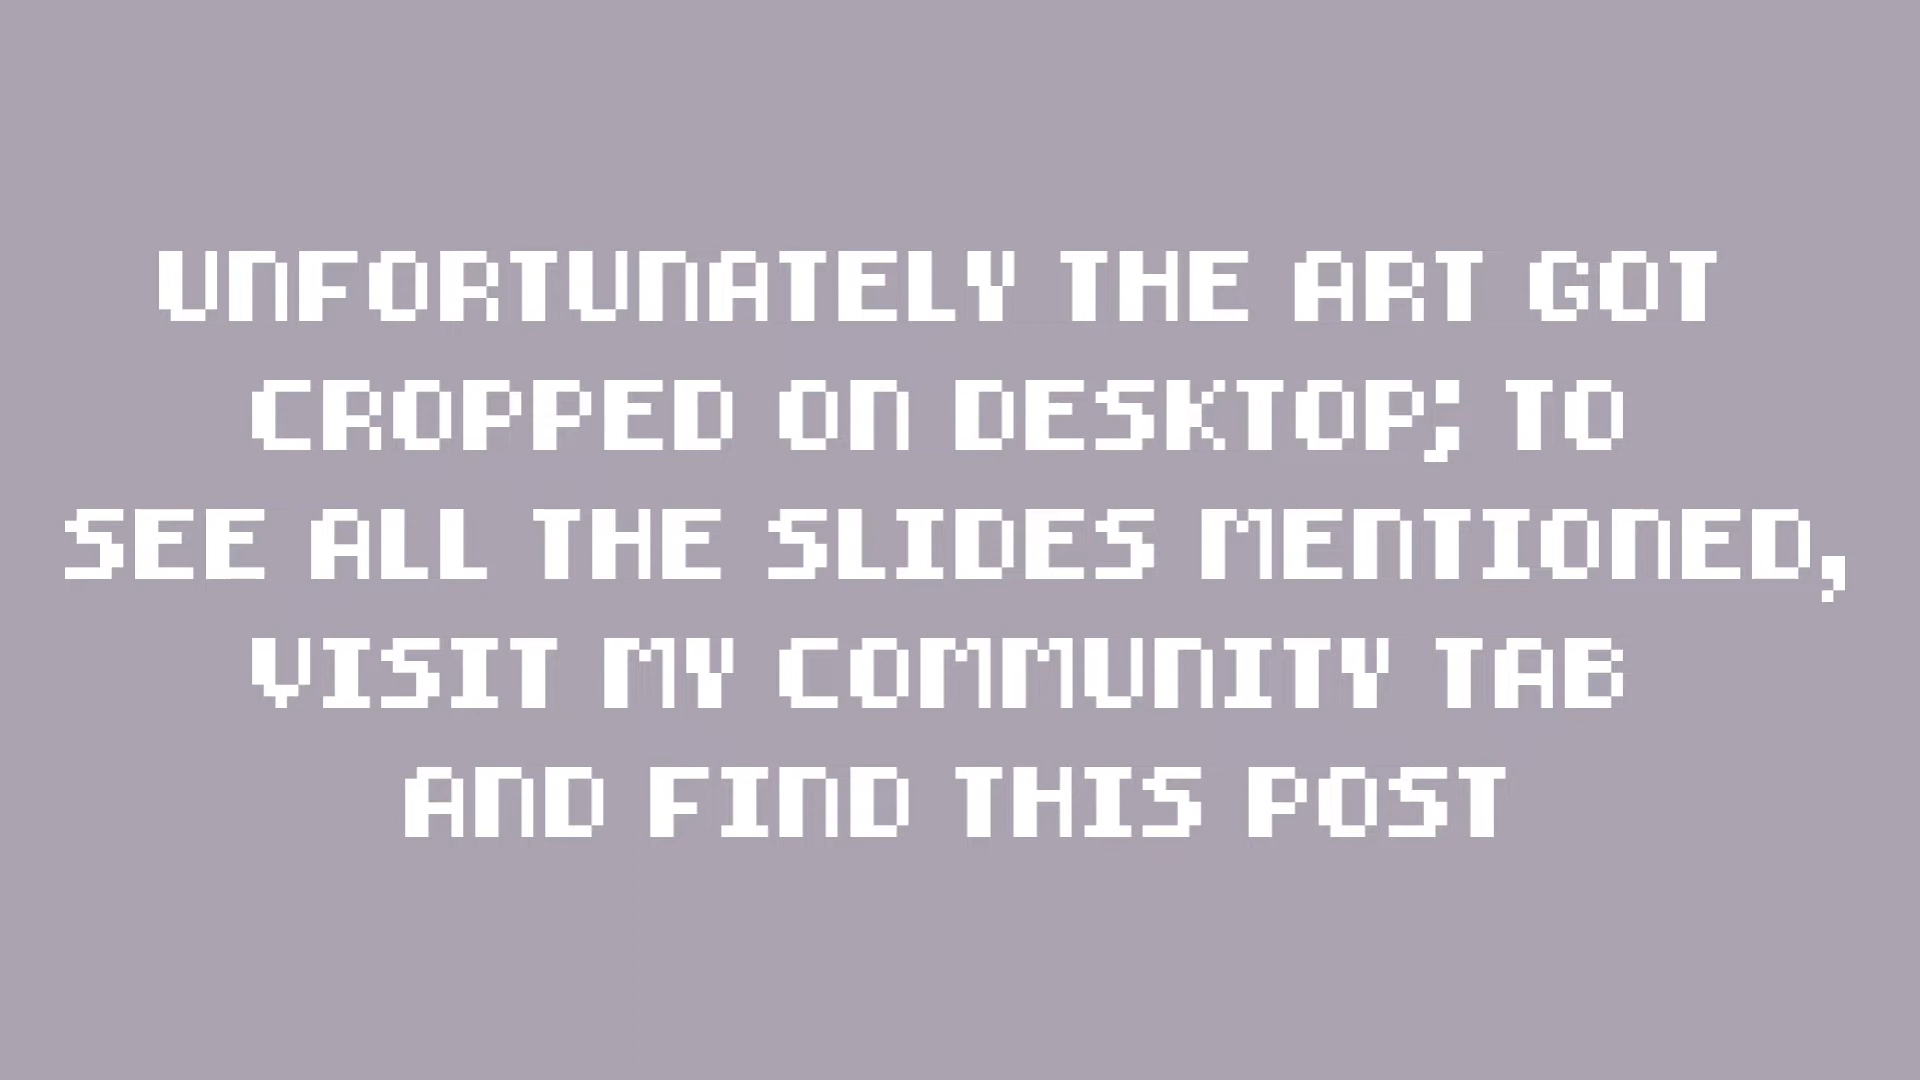 UNFORTUNATELY THE ART GOT
CROPPED ON DESKTOP; TO
SEE ALL THE SLIDES MENTIONED,
VISIT MY COMMUNITY TAB
AND FIND THIS POST